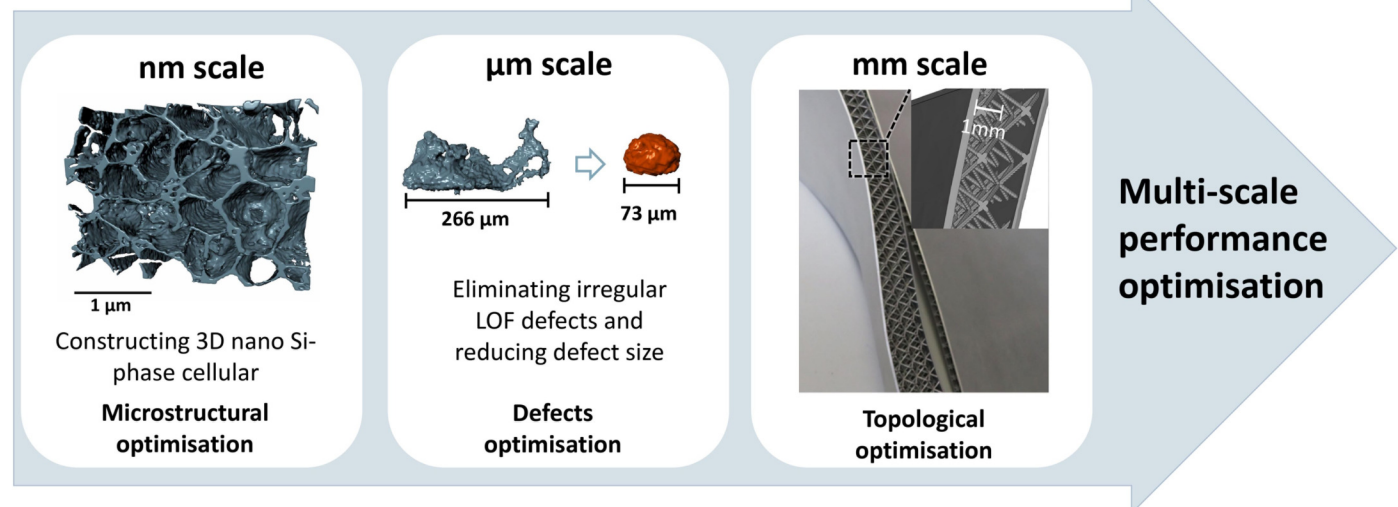 nm scale
1 µm
Constructing 3D nano Si-
phase cellular
Microstructural
optimisation
µm scale
266 µm
73 µm
Eliminating irregular
LOF defects and
reducing defect size
Defects
optimisation
mm scale
1mm
Topological
optimisation
Multi-scale
performance
optimisation